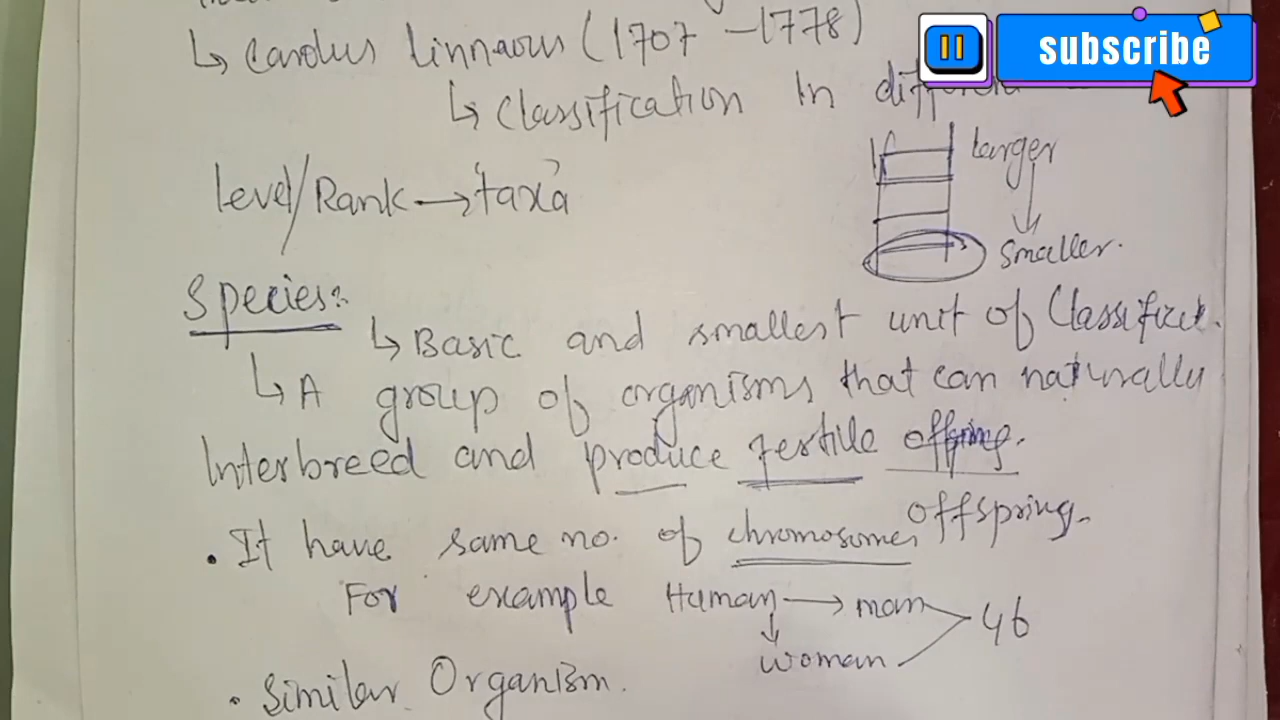 ↳ Carolus linnaeus (1707 – 1778)
subscribe
↳ Classification in different
level/Rank → 'taxa'
larger
↓
smaller.
Species:
↳ Basic and smallest unit of Classificat.
↳ A group of organisms that can naturally
Interbreed and produce fertile offspring.
offspring.
• It have same no. of chromosomes
For example Human → man 46
↓
woman
• Similar Organism.